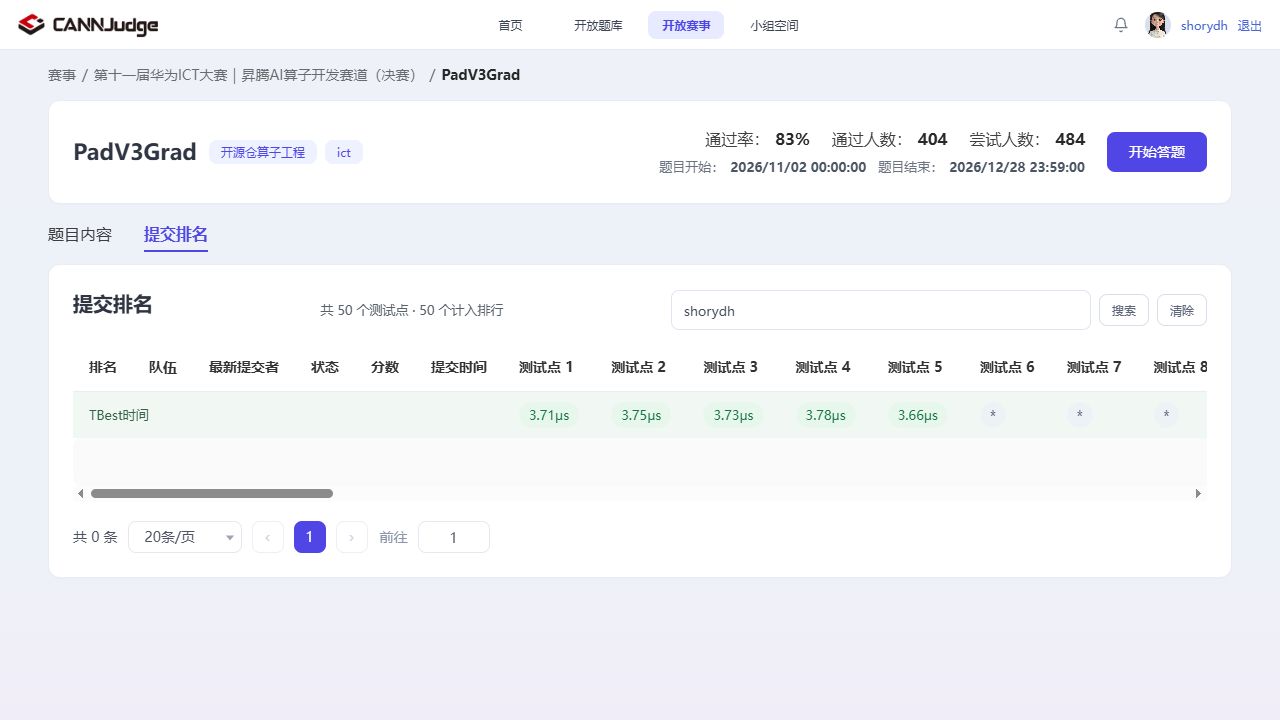 CANNJudge 首页 开放题库 开放赛事 小组空间 shorydh 退出
赛事 / 第十一届华为ICT大赛 | 昇腾AI算子开发赛道（决赛） / PadV3Grad
PadV3Grad 开源仓算子工程 ict
通过率： 83% 通过人数： 404 尝试人数： 484
题目开始： 2026/11/02 00:00:00 题目结束： 2026/12/28 23:59:00
开始答题
题目内容 提交排名
提交排名 共 50 个测试点 · 50 个计入排行 shorydh 搜索 清除
排名 队伍 最新提交者 状态 分数 提交时间 测试点 1 测试点 2 测试点 3 测试点 4 测试点 5 测试点 6 测试点 7 测试点 8
TBest时间 3.71μs 3.75μs 3.73μs 3.78μs 3.66μs * * *
共 0 条 20条/页 ‹ 1 › 前往 1